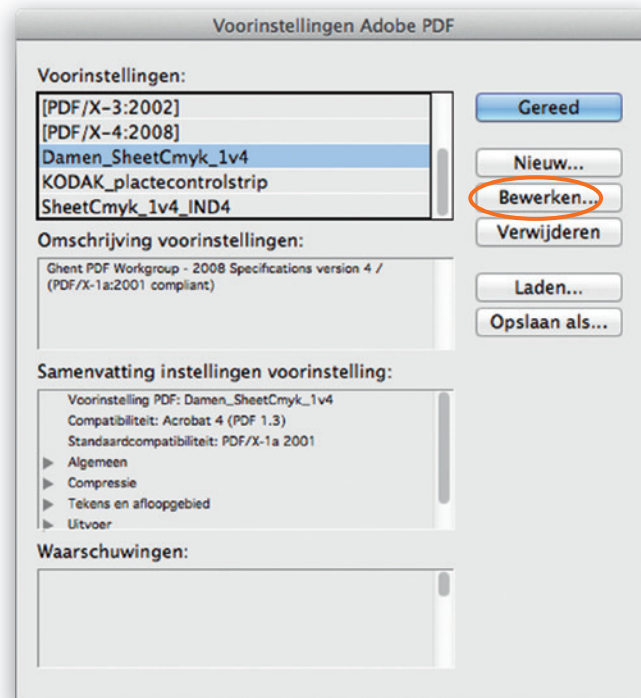 Voorinstellingen Adobe PDF
Voorinstellingen:
[PDF/X-3:2002]
[PDF/X-4:2008]
Damen_SheetCmyk_1v4
KODAK_plactecontrolstrip
SheetCmyk_1v4_IND4
Gereed
Nieuw...
Bewerken...
Verwijderen
Laden...
Opslaan als...
Omschrijving voorinstellingen:
Ghent PDF Workgroup - 2008 Specifications version 4 /
(PDF/X-1a:2001 compliant)
Samenvatting instellingen voorinstelling:
Voorinstelling PDF: Damen_SheetCmyk_1v4
Compatibiliteit: Acrobat 4 (PDF 1.3)
Standaardcompatibiliteit: PDF/X-1a 2001
Algemeen
Compressie
Tekens en afloopgebied
Uitvoer
Waarschuwingen: